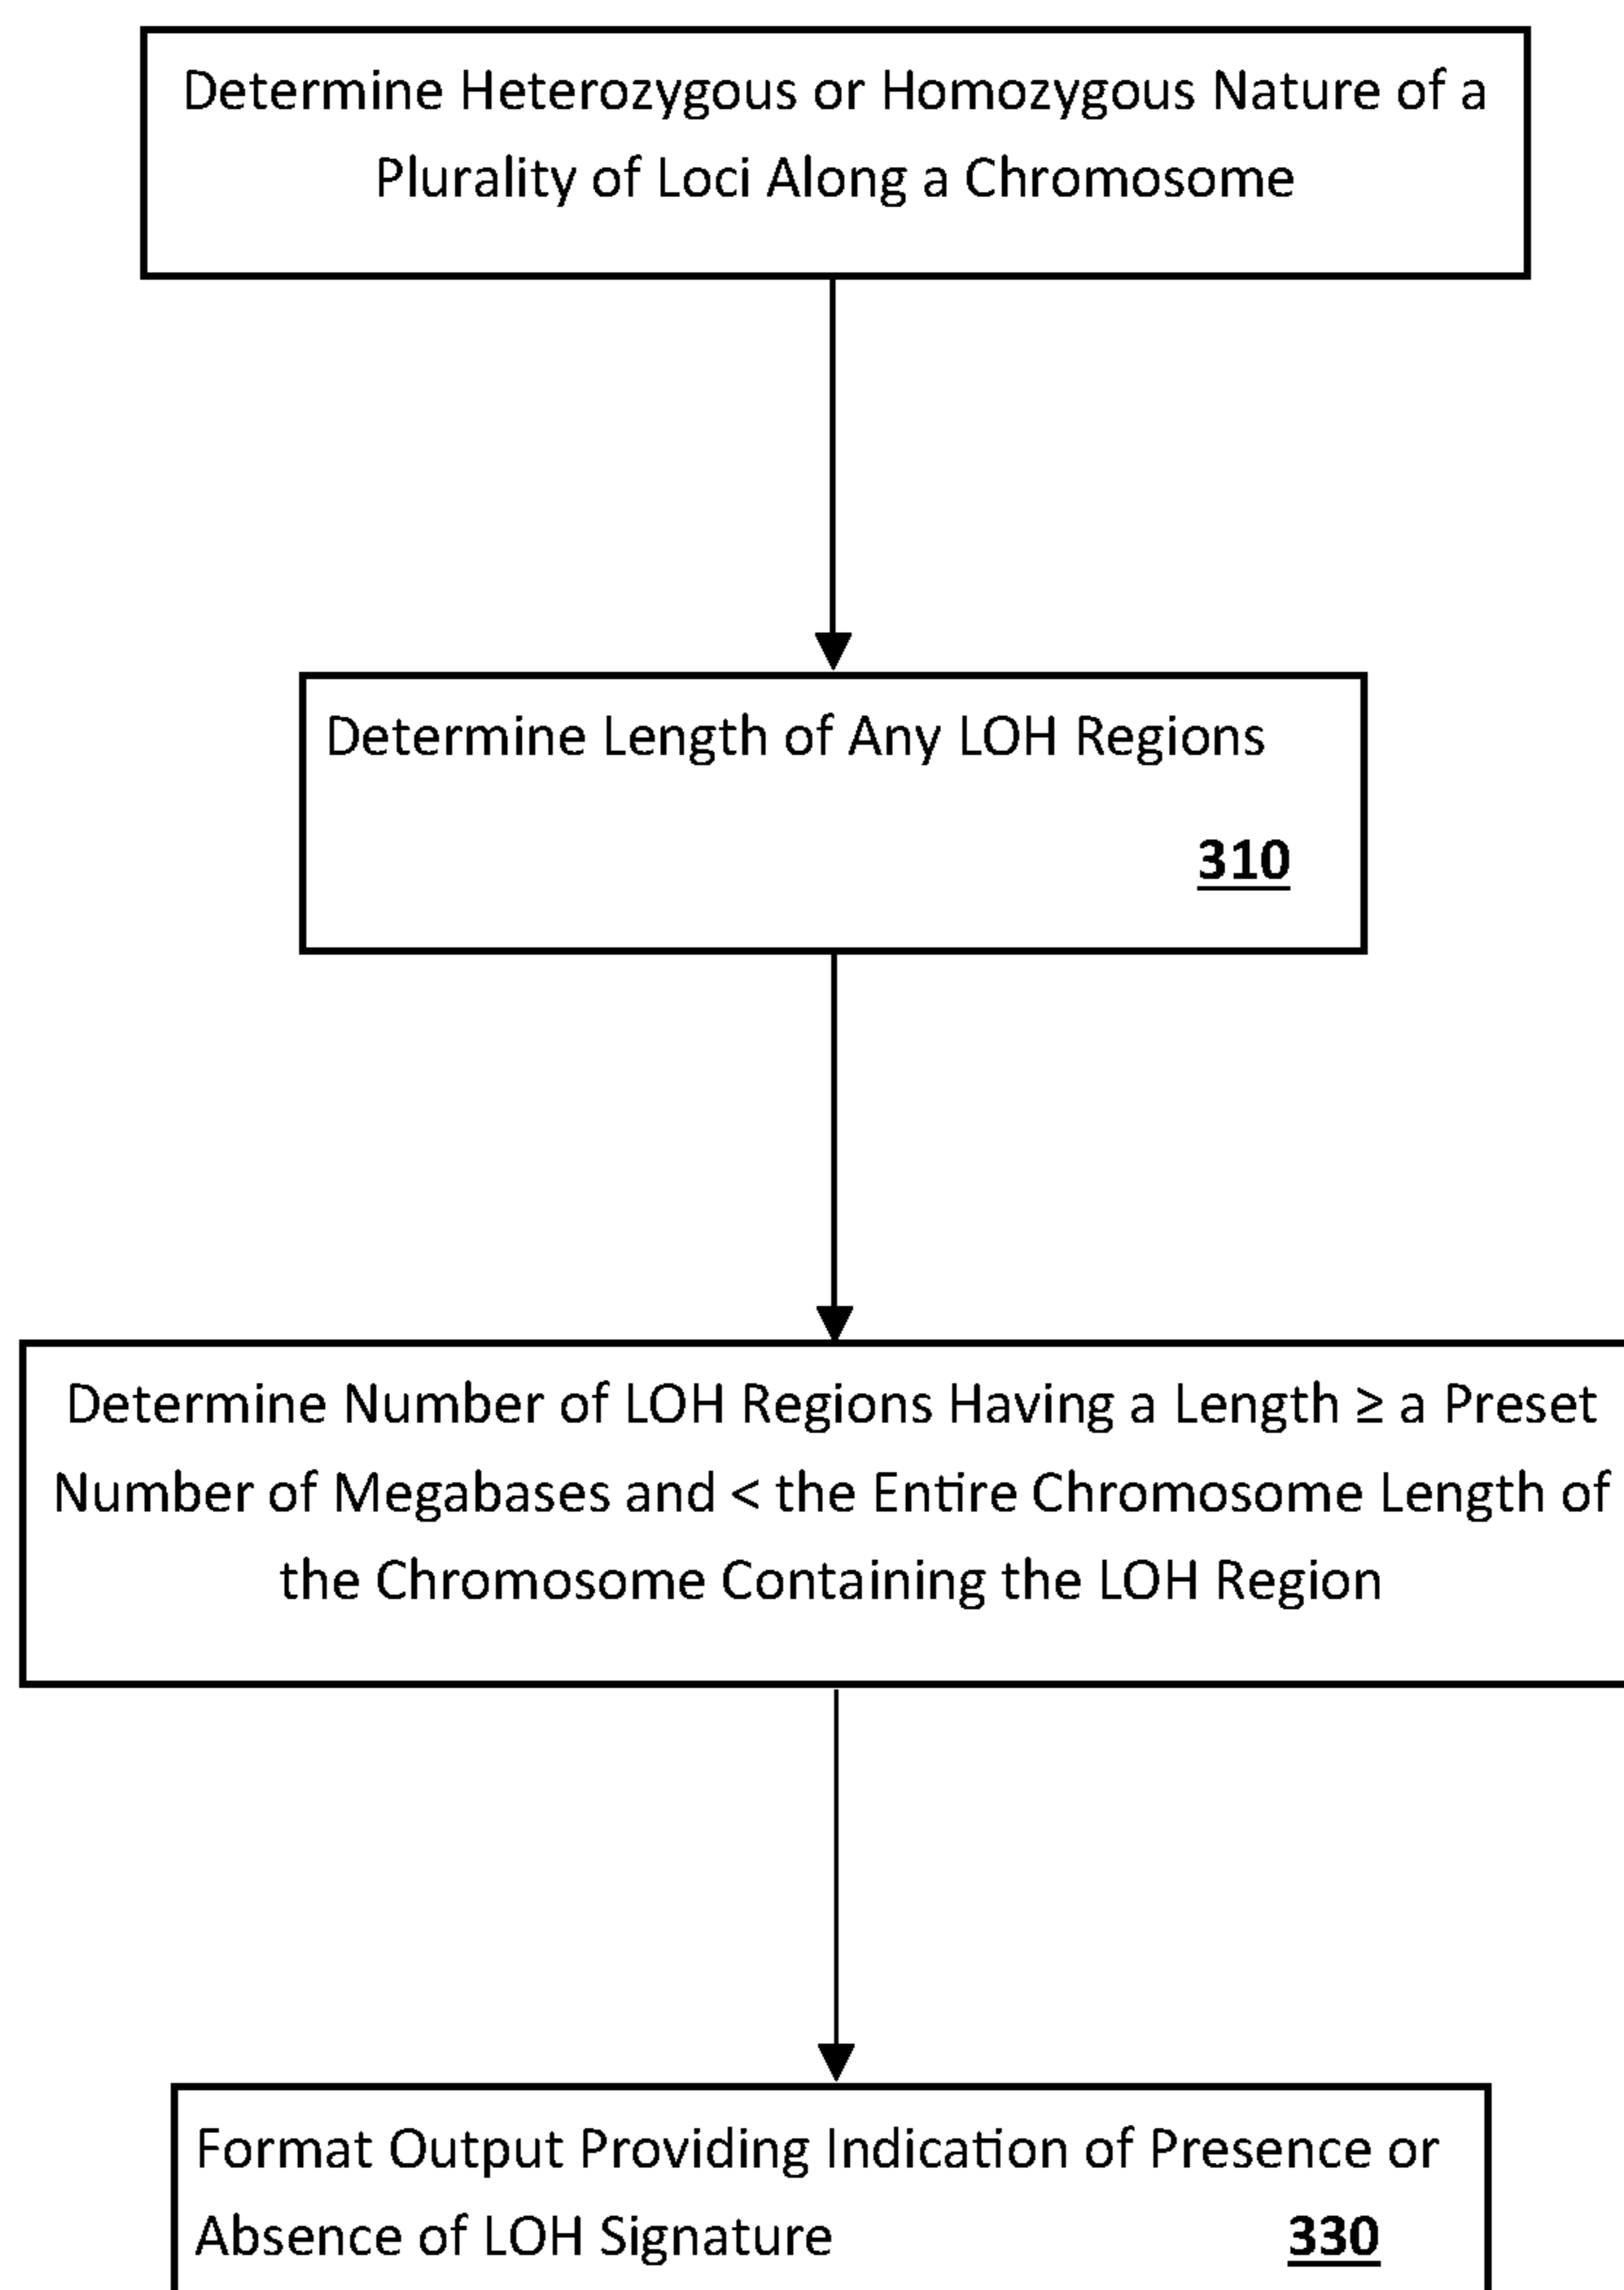 Determine Heterozygous or Homozygous Nature of a
Plurality of Loci Along a Chromosome
Determine Length of Any LOH Regions
310
Determine Number of LOH Regions Having a Length ≥ a Preset
Number of Megabases and < the Entire Chromosome Length of
the Chromosome Containing the LOH Region
Format Output Providing Indication of Presence or
Absence of LOH Signature 330